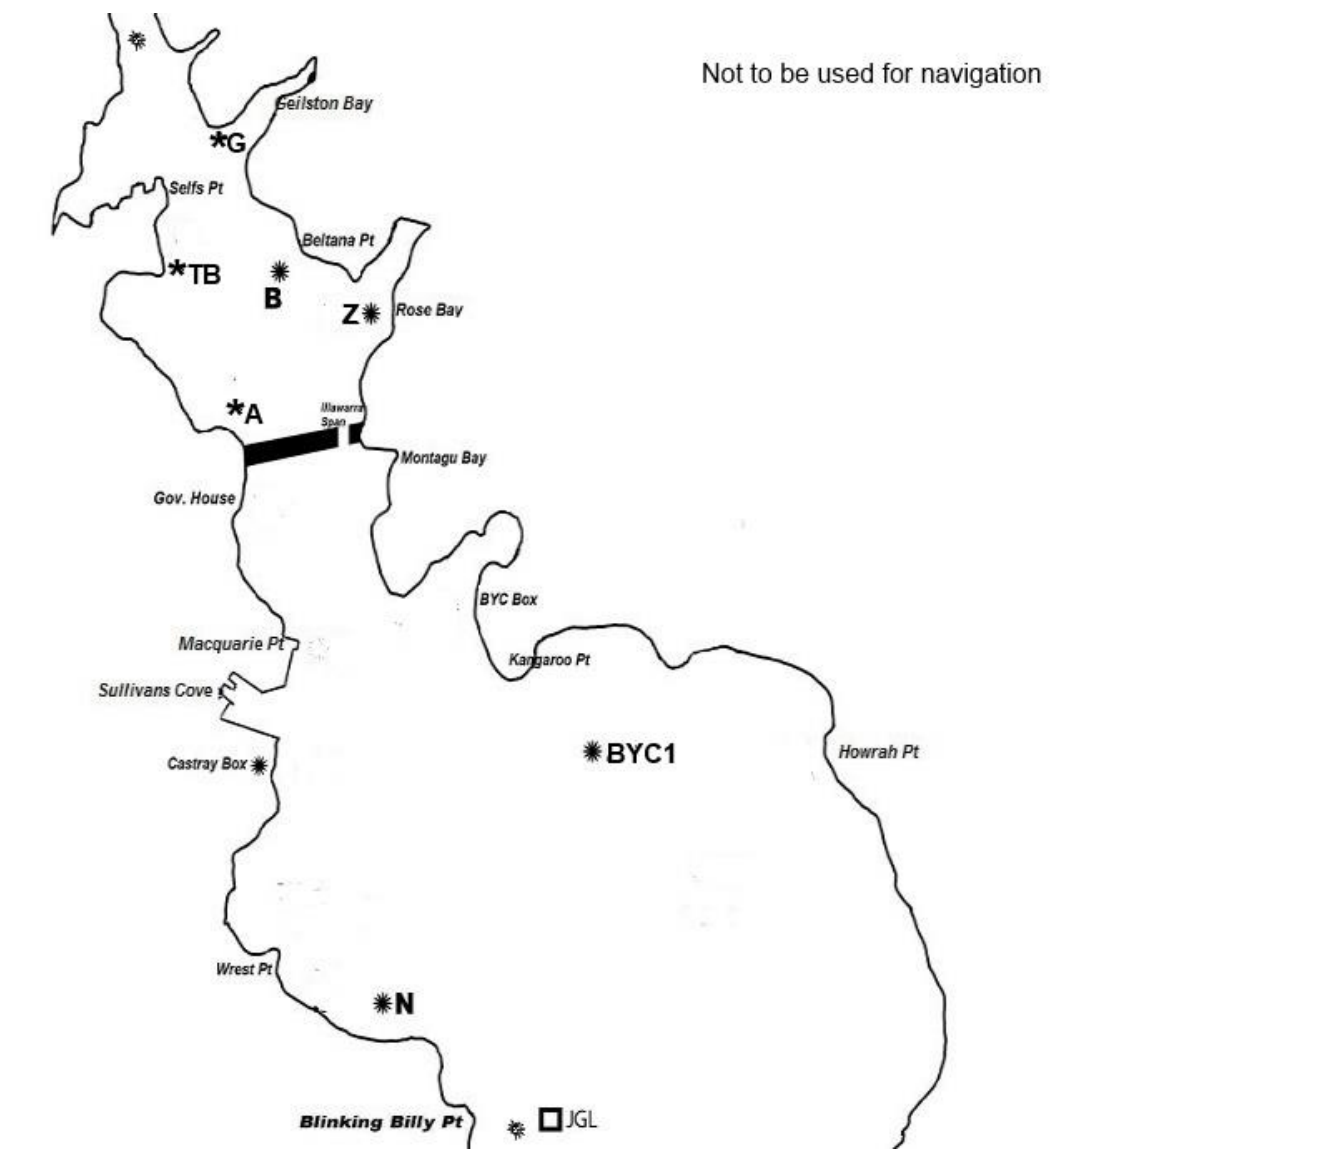 Not to be used for navigation
Geilston Bay
*G
Selfs Pt
Beltana Pt
*TB
B
Z
Rose Bay
*A
Illawarra
Span
Montagu Bay
Gov. House
BYC Box
Macquarie Pt
Kangaroo Pt
Sullivans Cove
BYC1
Howrah Pt
Castray Box
Wrest Pt
N
Blinking Billy Pt
JGL